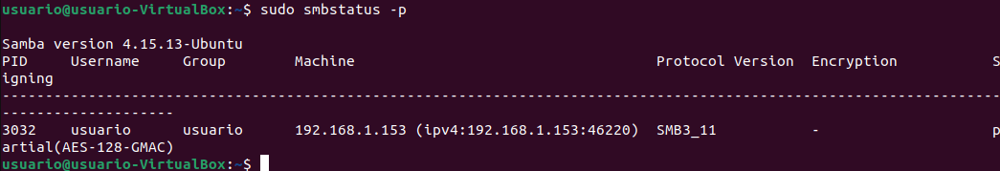 usuario@usuario-VirtualBox:~$ sudo smbstatus -p

Samba version 4.15.13-Ubuntu
PID     Username     Group        Machine                                   Protocol Version  Encryption           S
igning
--------------------------------------------------------------------------------------------------------------------
--------------------
3032    usuario      usuario      192.168.1.153 (ipv4:192.168.1.153:46220)  SMB3_11           -                    p
artial(AES-128-GMAC)
usuario@usuario-VirtualBox:~$